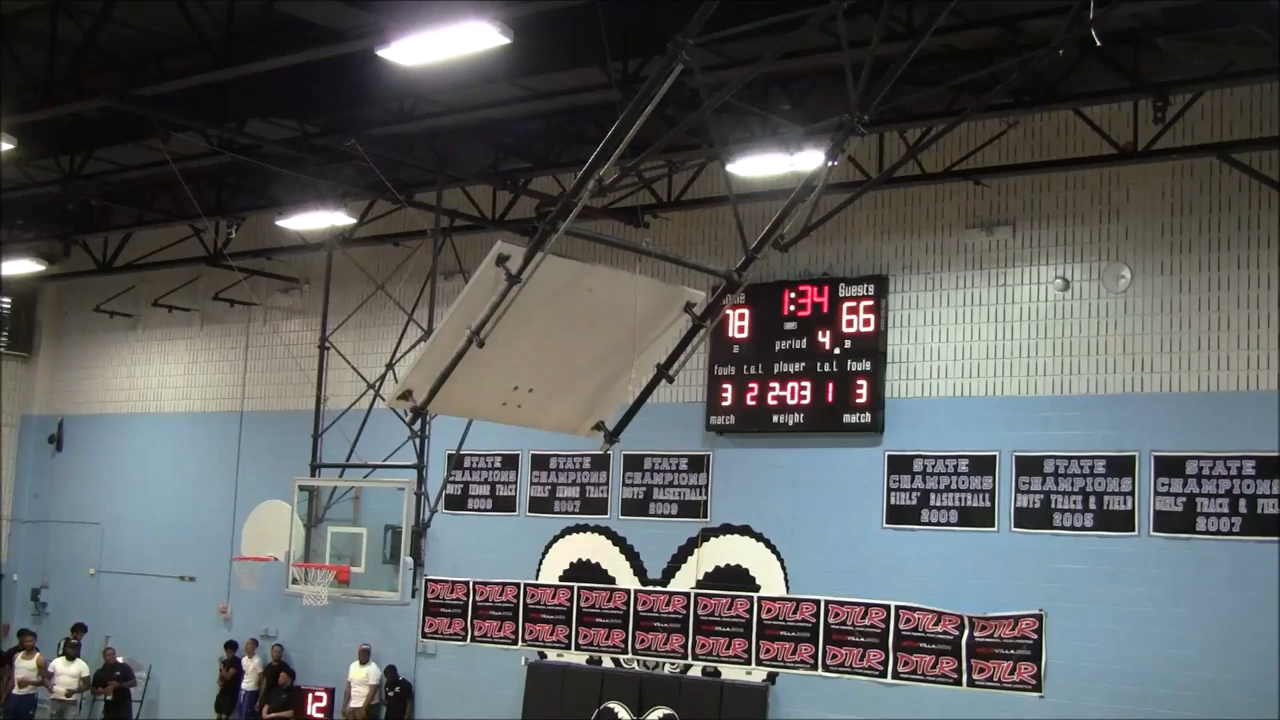 1:34 Guests
78 66
period 4
fouls t.o.l. player t.o.l. fouls
3 2 2-03 1 3
match weight match
STATE CHAMPIONS
BOYS' INDOOR TRACK
STATE CHAMPIONS
GIRLS' INDOOR TRACK
2007
STATE CHAMPIONS
BOYS' BASKETBALL
2009
STATE CHAMPIONS
GIRLS' BASKETBALL
2009
STATE CHAMPIONS
BOYS' TRACK & FIELD
2005
STATE CHAMPIONS
GIRLS' TRACK & FIEL
2007
DTLR DTLR DTLR DTLR DTLR DTLR DTLR DTLR DTLR DTLR
DTLR DTLR DTLR DTLR DTLR DTLR DTLR DTLR DTLR DTLR
12